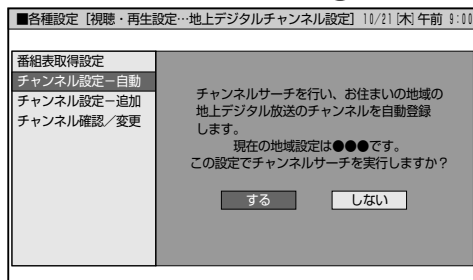 ■各種設定［視聴・再生設定…地上デジタルチャンネル設定］ 10/21［木］午前 9:00
番組表取得設定
チャンネル設定－自動
チャンネル設定－追加
チャンネル確認／変更
チャンネルサーチを行い、お住まいの地域の
地上デジタル放送のチャンネルを自動登録
します。
現在の地域設定は●●●です。
この設定でチャンネルサーチを実行しますか？
する
しない